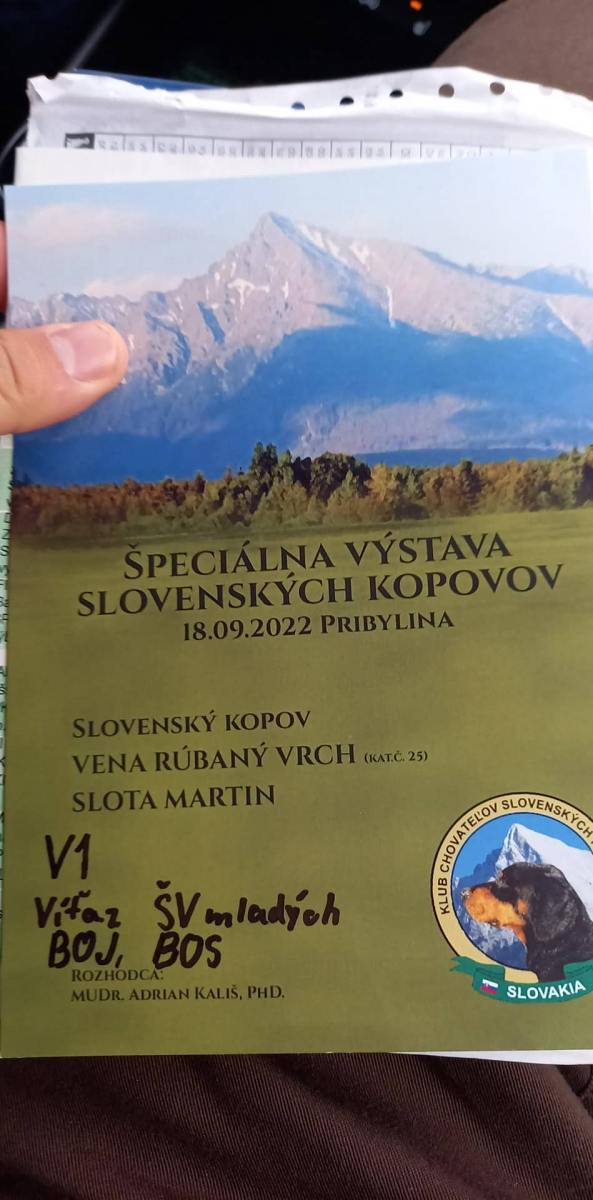 ŠPECIÁLNA VÝSTAVA
SLOVENSKÝCH KOPOVOV
18.09.2022 PRIBYLINA
SLOVENSKÝ KOPOV
VENA RÚBANÝ VRCH (KAT.Č. 25)
SLOTA MARTIN
V1
Víťaz ŠV mladých
BOJ, BOS
ROZHODCA:
MUDR. ADRIAN KALIŠ, PHD.
KLUB CHOVATEĽOV SLOVENSKÝCH
SLOVAKIA